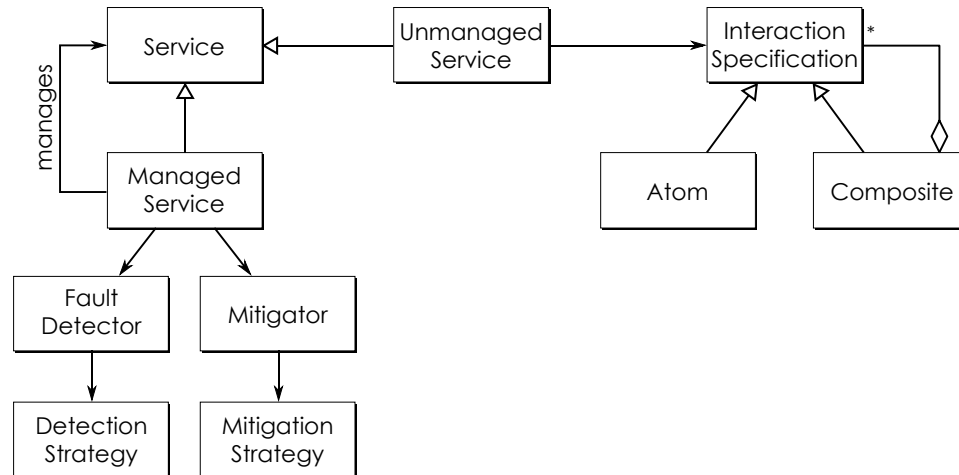 Service
Unmanaged
Service
Interaction
Specification
*
manages
Managed
Service
Atom
Composite
Fault
Detector
Mitigator
Detection
Strategy
Mitigation
Strategy